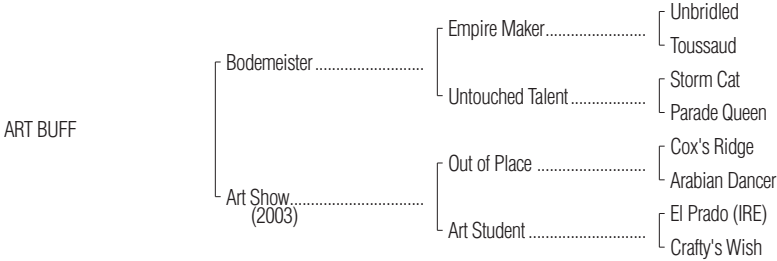 Unbridled
Empire Maker
Toussaud
Bodemeister
Storm Cat
Untouched Talent
Parade Queen
ART BUFF
Cox's Ridge
Out of Place
Arabian Dancer
Art Show
(2003)
El Prado (IRE)
Art Student
Crafty's Wish